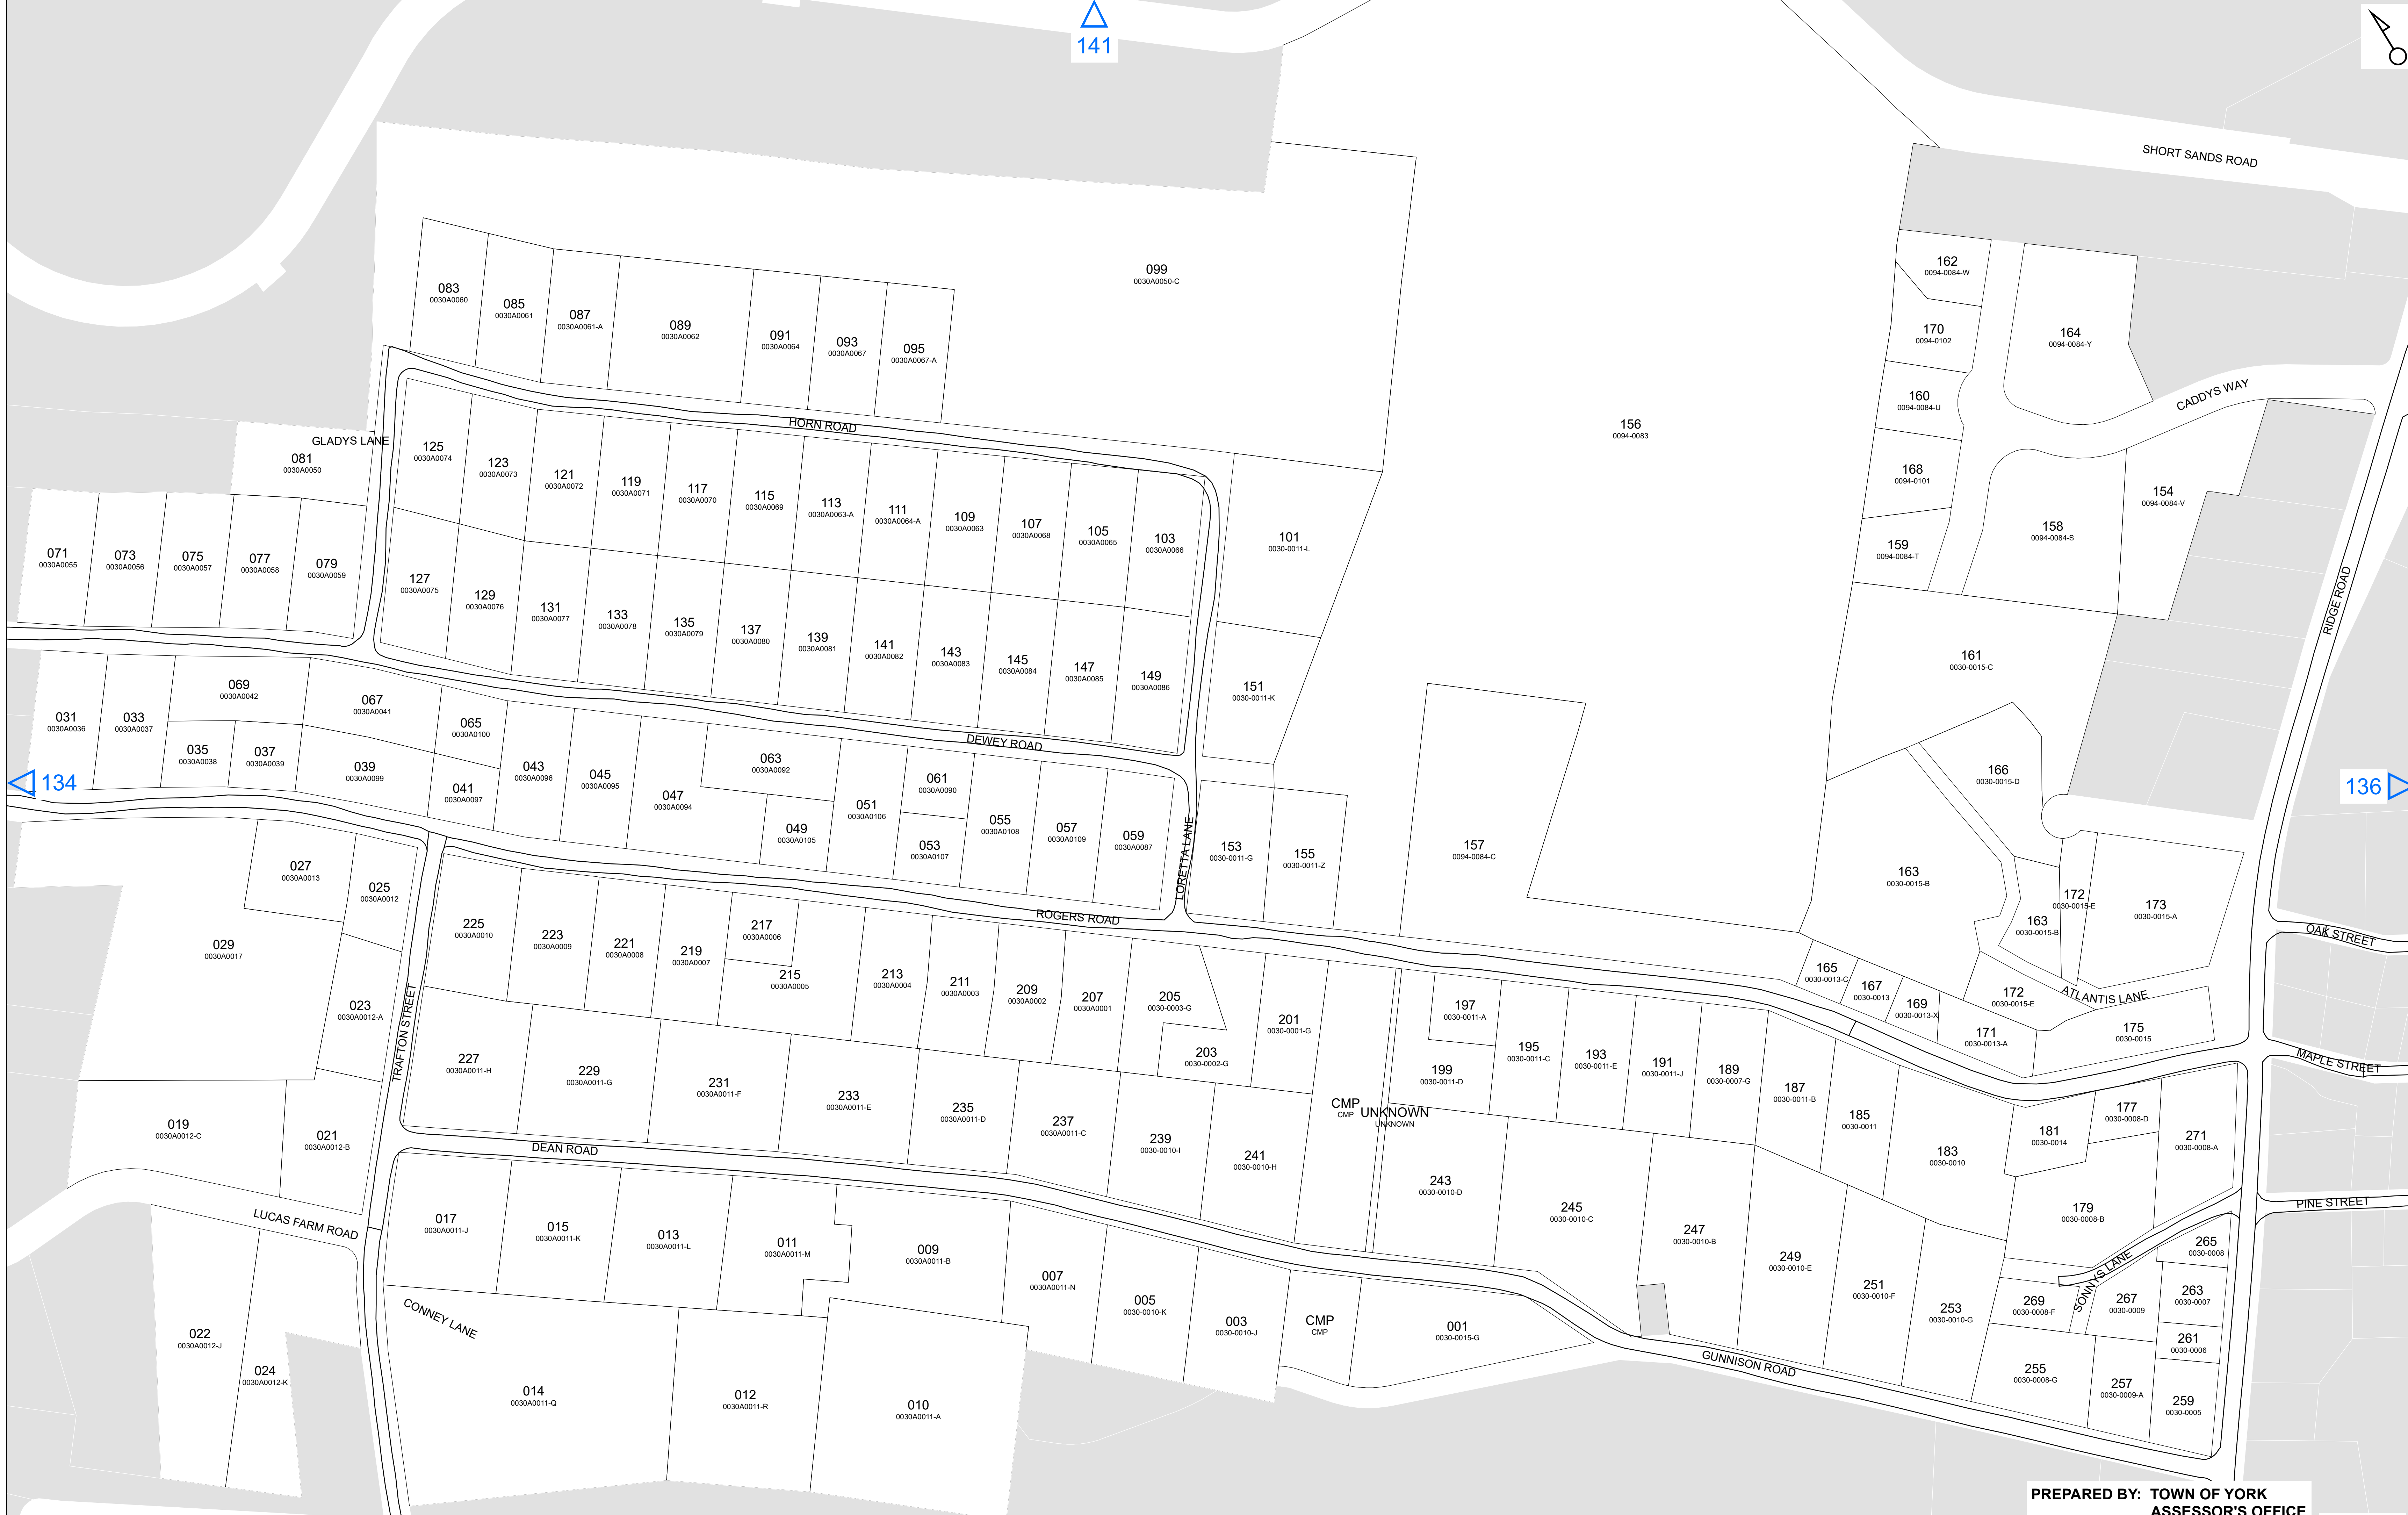 141
SHORT SANDS ROAD
083
0030A0060
085
0030A0061
087
0030A0061-A
089
0030A0062
091
0030A0064
093
0030A0067
095
0030A0067-A
099
0030A0050-C
162
0094-0084-W
170
0094-0102
164
0094-0084-Y
160
0094-0084-U
CADDYS WAY
156
0094-0083
HORN ROAD
GLADYS LANE
081
0030A0050
125
0030A0074
123
0030A0073
121
0030A0072
119
0030A0071
117
0030A0070
115
0030A0069
113
0030A0063-A
111
0030A0064-A
109
0030A0063
107
0030A0068
105
0030A0065
103
0030A0066
101
0030-0011-L
168
0094-0101
159
0094-0084-T
158
0094-0084-S
154
0094-0084-V
RIDGE ROAD
071
0030A0055
073
0030A0056
075
0030A0057
077
0030A0058
079
0030A0059
127
0030A0075
129
0030A0076
131
0030A0077
133
0030A0078
135
0030A0079
137
0030A0080
139
0030A0081
141
0030A0082
143
0030A0083
145
0030A0084
147
0030A0085
149
0030A0086
151
0030-0011-K
161
0030-0015-C
031
0030A0036
033
0030A0037
069
0030A0042
067
0030A0041
065
0030A0100
035
0030A0038
037
0030A0039
039
0030A0099
041
0030A0097
043
0030A0096
045
0030A0095
047
0030A0094
063
0030A0092
049
0030A0105
051
0030A0106
061
0030A0090
053
0030A0107
055
0030A0108
057
0030A0109
059
0030A0087
DEWEY ROAD
LORETTA LANE
153
0030-0011-G
155
0030-0011-Z
157
0094-0084-C
166
0030-0015-D
163
0030-0015-B
163
0030-0015-B
172
0030-0015-E
173
0030-0015-A
134
136
027
0030A0013
025
0030A0012
029
0030A0017
023
0030A0012-A
TRAFTON STREET
225
0030A0010
223
0030A0009
221
0030A0008
219
0030A0007
217
0030A0006
215
0030A0005
213
0030A0004
211
0030A0003
209
0030A0002
207
0030A0001
205
0030-0003-G
203
0030-0002-G
201
0030-0001-G
ROGERS ROAD
197
0030-0011-A
199
0030-0011-D
195
0030-0011-C
193
0030-0011-E
191
0030-0011-J
189
0030-0007-G
187
0030-0011-B
185
0030-0011
165
0030-0013-C
167
0030-0013
169
0030-0013-X
171
0030-0013-A
172
0030-0015-E
ATLANTIS LANE
175
0030-0015
OAK STREET
MAPLE STREET
227
0030A0011-H
229
0030A0011-G
231
0030A0011-F
233
0030A0011-E
235
0030A0011-D
237
0030A0011-C
239
0030-0010-I
241
0030-0010-H
CMP
CMP
UNKNOWN
UNKNOWN
243
0030-0010-D
245
0030-0010-C
247
0030-0010-B
249
0030-0010-E
251
0030-0010-F
253
0030-0010-G
183
0030-0010
181
0030-0014
177
0030-0008-D
271
0030-0008-A
179
0030-0008-B
PINE STREET
019
0030A0012-C
021
0030A0012-B
DEAN ROAD
LUCAS FARM ROAD
017
0030A0011-J
015
0030A0011-K
013
0030A0011-L
011
0030A0011-M
009
0030A0011-B
007
0030A0011-N
005
0030-0010-K
003
0030-0010-J
CMP
CMP
001
0030-0015-G
SONNYS LANE
265
0030-0008
263
0030-0007
267
0030-0009
269
0030-0008-F
261
0030-0006
255
0030-0008-G
257
0030-0009-A
259
0030-0005
GUNNISON ROAD
CONNEY LANE
022
0030A0012-J
024
0030A0012-K
014
0030A0011-Q
012
0030A0011-R
010
0030A0011-A
PREPARED BY: TOWN OF YORK
ASSESSOR'S OFFICE